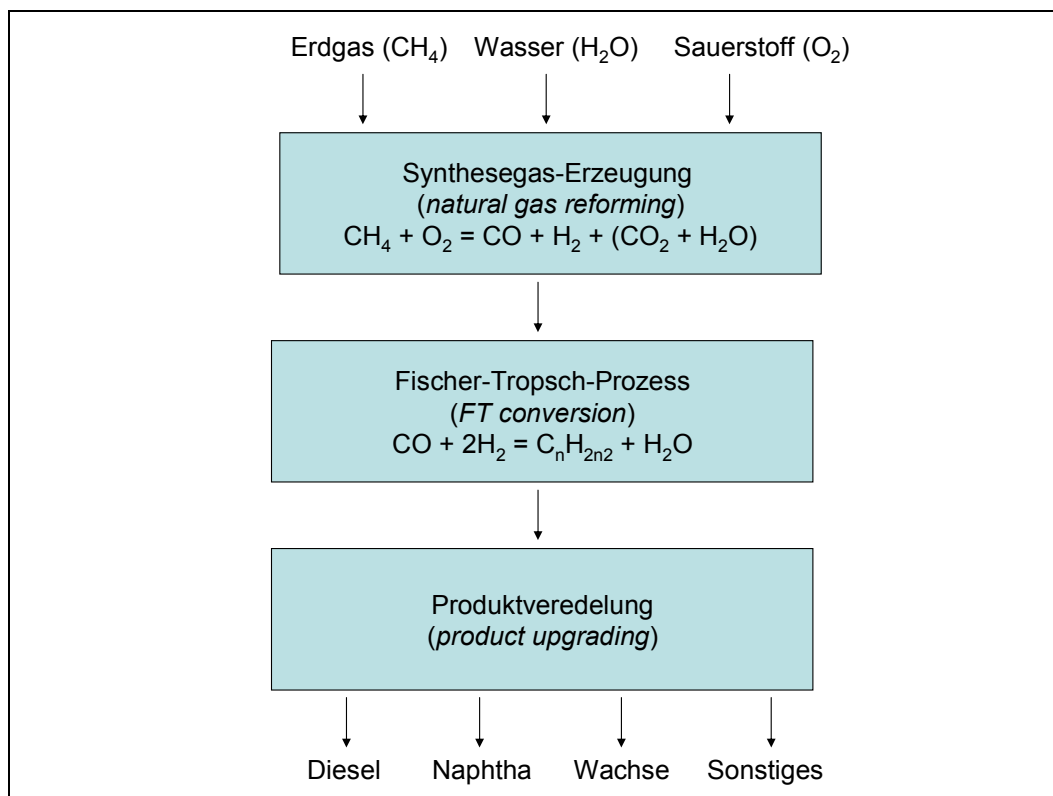 Erdgas (CH₄) Wasser (H₂O) Sauerstoff (O₂)
Synthesegas-Erzeugung
(natural gas reforming)
CH₄ + O₂ = CO + H₂ + (CO₂ + H₂O)
Fischer-Tropsch-Prozess
(FT conversion)
CO + 2H₂ = CₙH₂ₙ₂ + H₂O
Produktveredelung
(product upgrading)
Diesel Naphtha Wachse Sonstiges